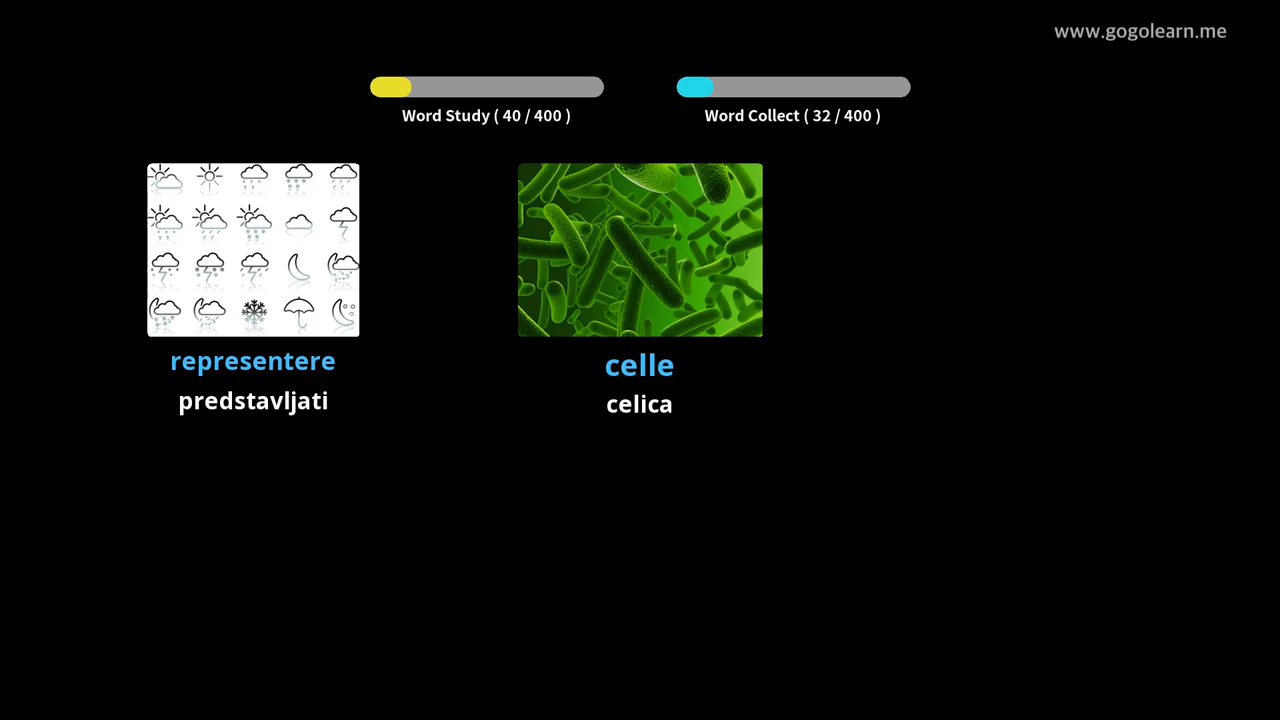 www.gogolearn.me
Word Study ( 40 / 400 )
Word Collect ( 32 / 400 )
representere
predstavljati
celle
celica